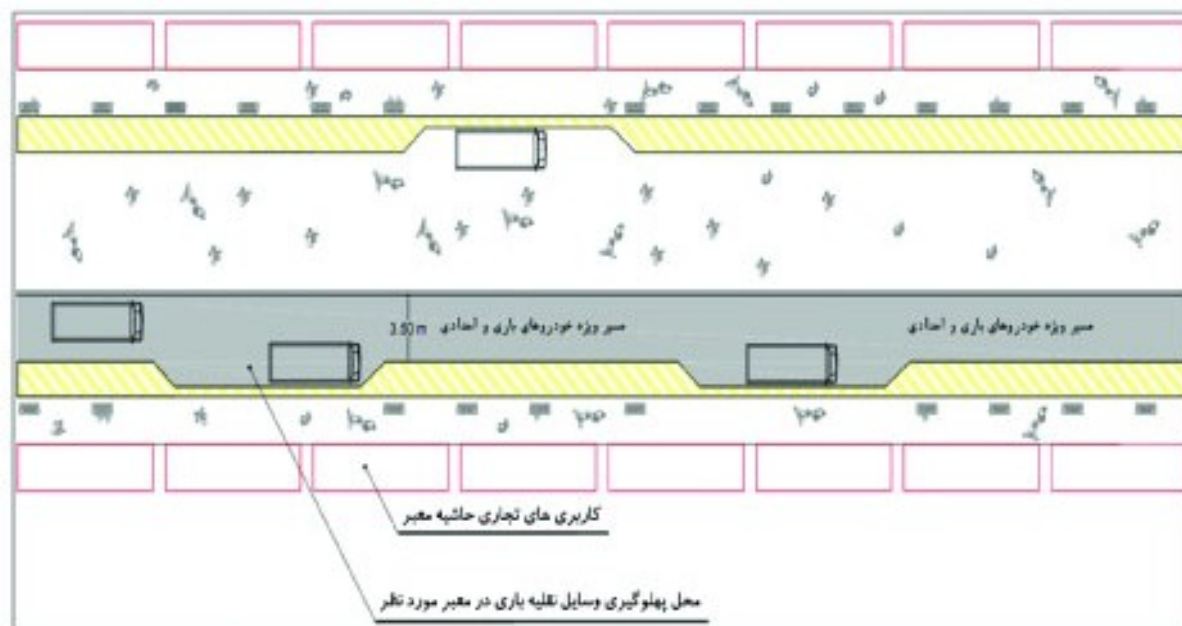 3.50 m مسیر ویژه خودروهای باری و امدادی
مسیر ویژه خودروهای باری و امدادی
کاربری های تجاری حاشیه معبر
محل پهلوگیری وسایل نقلیه باری در معبر مورد نظر